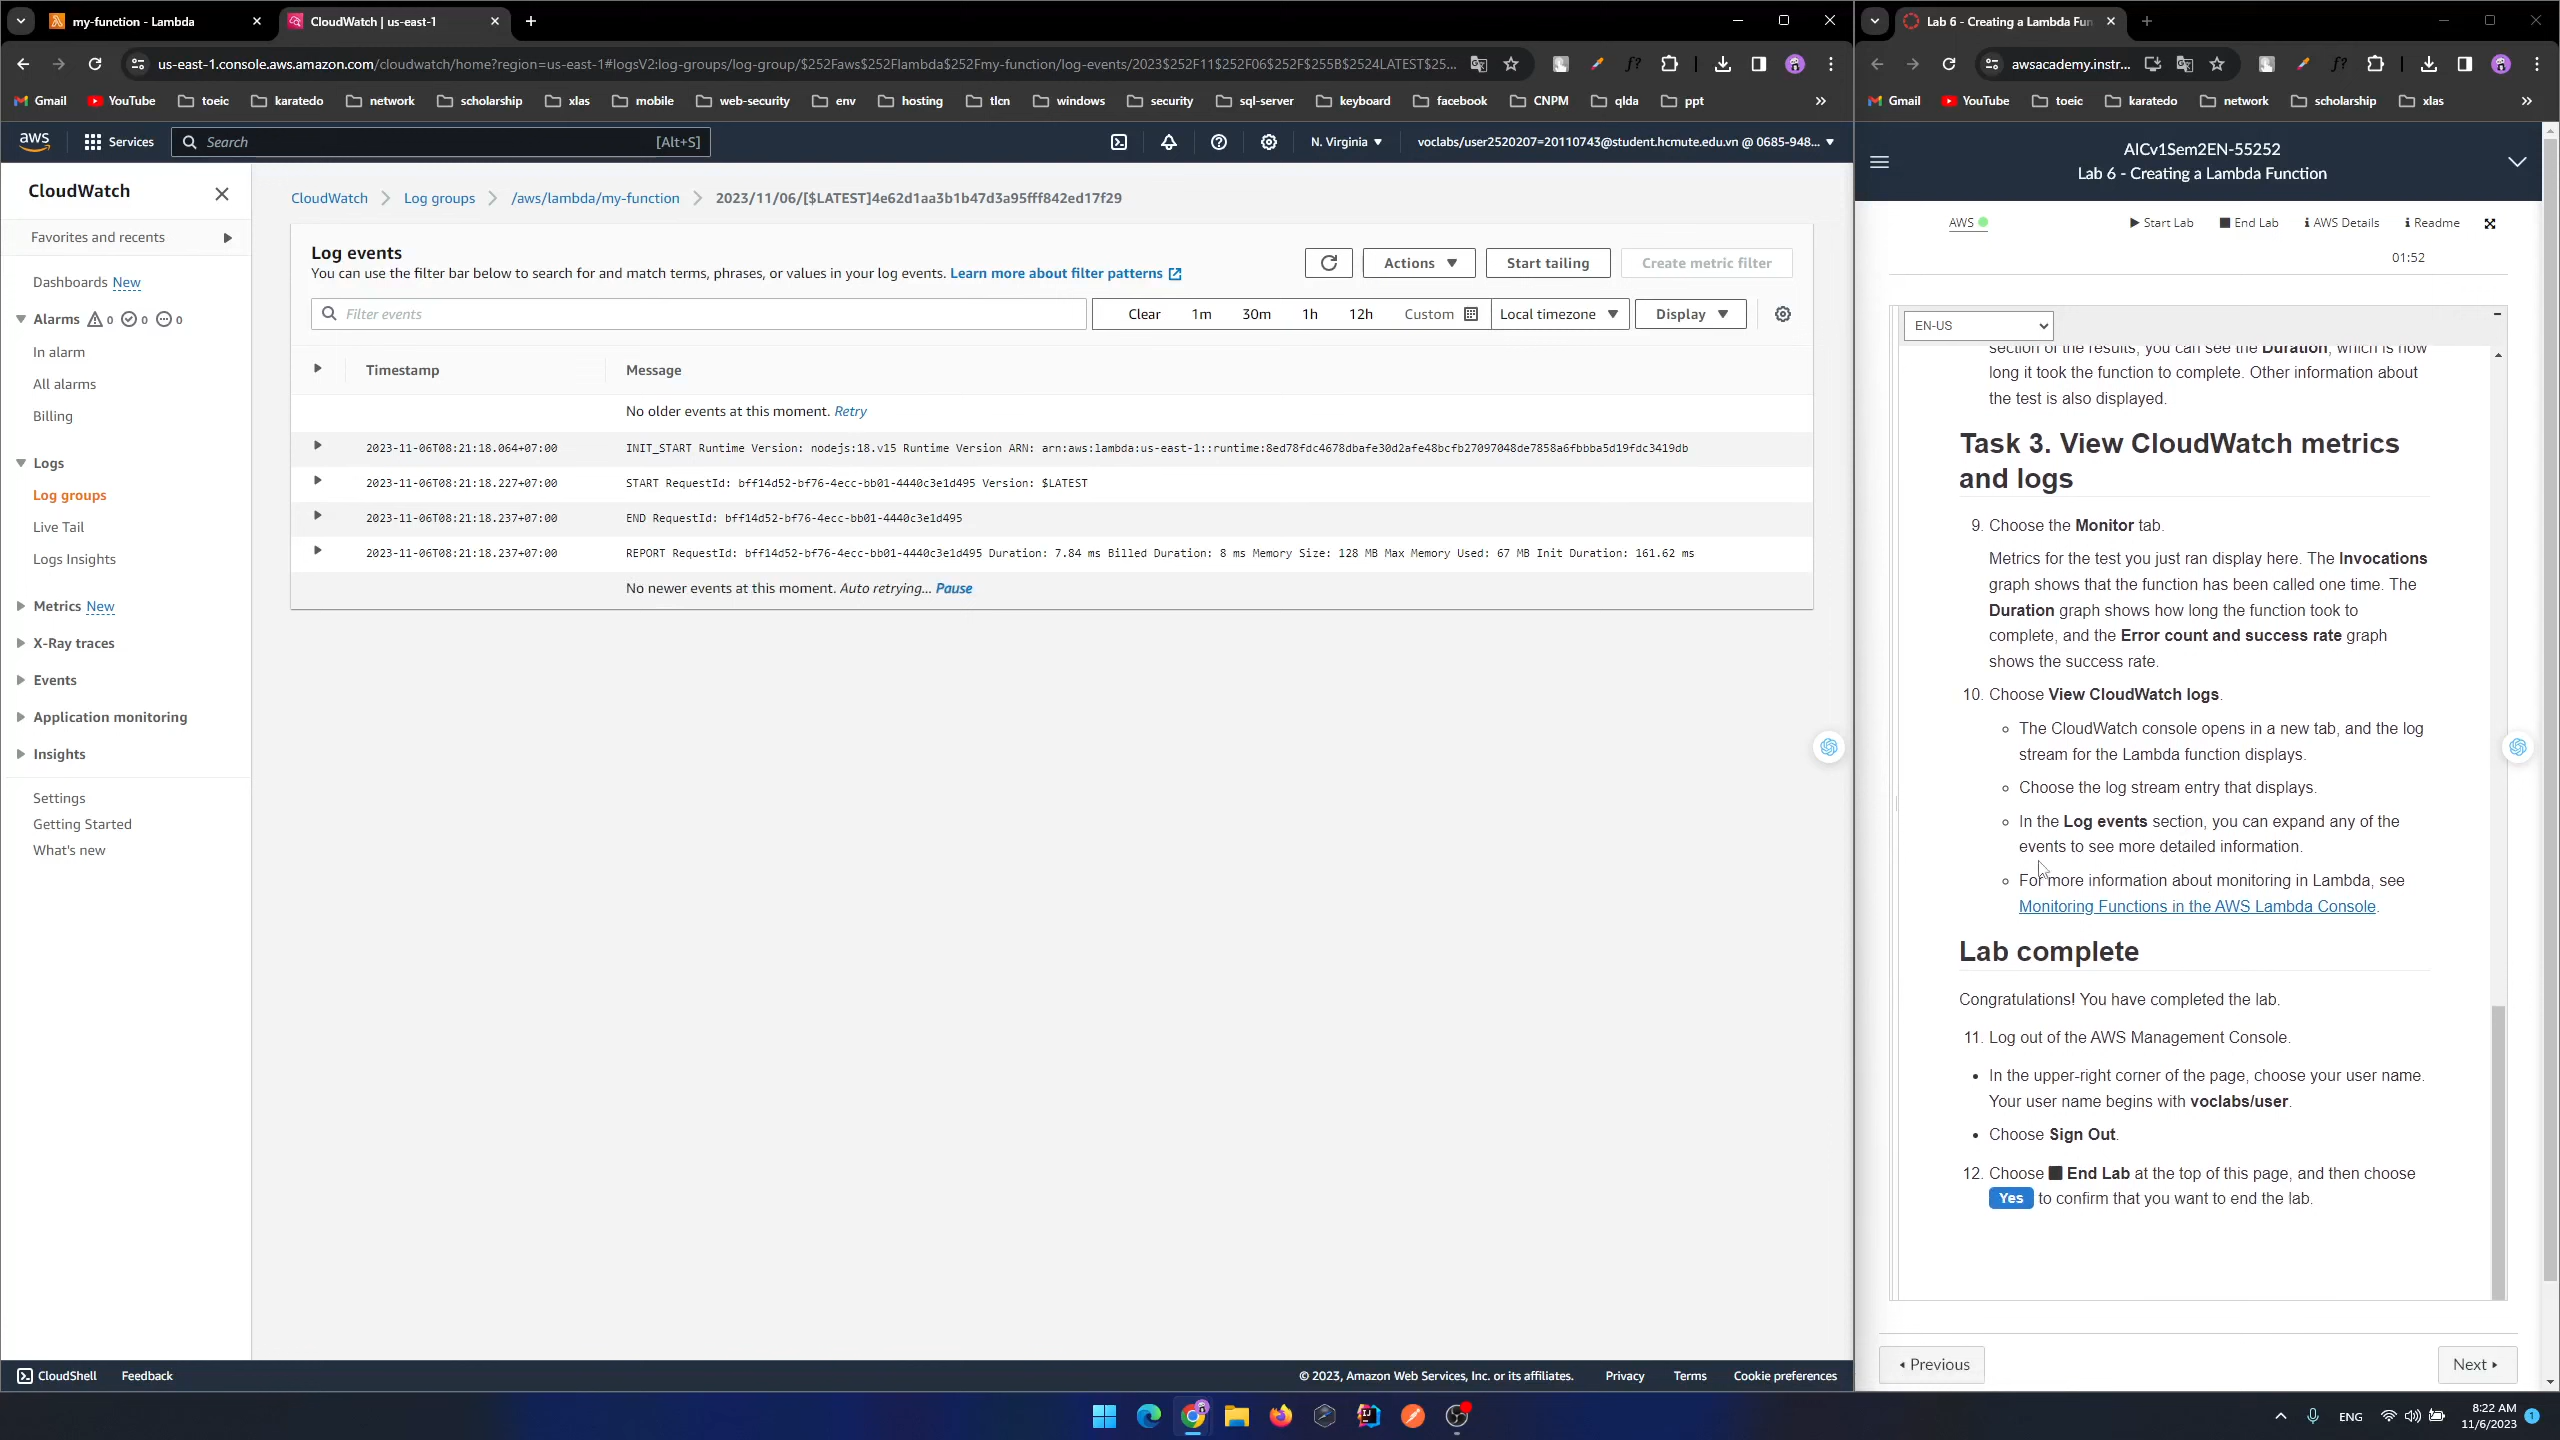 my-function - Lambda
CloudWatch | us-east-1
us-east-1.console.aws.amazon.com/cloudwatch/home?region=us-east-1#logsV2:log-groups/log-group/$252Faws$252Flambda$252Fmy-function/log-events/2023$252F11$252F06$252F$255B$2524LATEST$25...
Gmail YouTube toeic karatedo network scholarship xlas mobile web-security env hosting tlcn windows security sql-server keyboard facebook CNPM qlda ppt
aws Services Search [Alt+S] N. Virginia voclabs/user2520207=20110743@student.hcmute.edu.vn @ 0685-948...
CloudWatch
Favorites and recents
Dashboards New
Alarms 0 0 0
In alarm
All alarms
Billing
Logs
Log groups
Live Tail
Logs Insights
Metrics New
X-Ray traces
Events
Application monitoring
Insights
Settings
Getting Started
What's new
CloudWatch Log groups /aws/lambda/my-function 2023/11/06/[$LATEST]4e62d1aa3b1b47d3a95fff842ed17f29
Log events
You can use the filter bar below to search for and match terms, phrases, or values in your log events. Learn more about filter patterns
Actions Start tailing Create metric filter
Filter events
Clear 1m 30m 1h 12h Custom Local timezone Display
Timestamp Message
No older events at this moment. Retry
2023-11-06T08:21:18.064+07:00 INIT_START Runtime Version: nodejs:18.v15 Runtime Version ARN: arn:aws:lambda:us-east-1::runtime:8ed78fdc4678dbafe30d2afe48bcfb27097048de7858a6fbbba5d19fdc3419db
2023-11-06T08:21:18.227+07:00 START RequestId: bff14d52-bf76-4ecc-bb01-4440c3e1d495 Version: $LATEST
2023-11-06T08:21:18.237+07:00 END RequestId: bff14d52-bf76-4ecc-bb01-4440c3e1d495
2023-11-06T08:21:18.237+07:00 REPORT RequestId: bff14d52-bf76-4ecc-bb01-4440c3e1d495 Duration: 7.84 ms Billed Duration: 8 ms Memory Size: 128 MB Max Memory Used: 67 MB Init Duration: 161.62 ms
No newer events at this moment. Auto retrying... Pause
CloudShell Feedback © 2023, Amazon Web Services, Inc. or its affiliates. Privacy Terms Cookie preferences
Lab 6 - Creating a Lambda Fun
awsacademy.instr...
Gmail YouTube toeic karatedo network scholarship xlas
AICv1Sem2EN-55252
Lab 6 - Creating a Lambda Function
AWS Start Lab End Lab AWS Details Readme
01:52
EN-US
section of the results, you can see the Duration, which is how
long it took the function to complete. Other information about
the test is also displayed.
Task 3. View CloudWatch metrics
and logs
9. Choose the Monitor tab.
Metrics for the test you just ran display here. The Invocations
graph shows that the function has been called one time. The
Duration graph shows how long the function took to
complete, and the Error count and success rate graph
shows the success rate.
10. Choose View CloudWatch logs.
The CloudWatch console opens in a new tab, and the log
stream for the Lambda function displays.
Choose the log stream entry that displays.
In the Log events section, you can expand any of the
events to see more detailed information.
For more information about monitoring in Lambda, see
Monitoring Functions in the AWS Lambda Console.
Lab complete
Congratulations! You have completed the lab.
11. Log out of the AWS Management Console.
In the upper-right corner of the page, choose your user name.
Your user name begins with voclabs/user.
Choose Sign Out.
12. Choose End Lab at the top of this page, and then choose
Yes to confirm that you want to end the lab.
Previous Next
ENG
8:22 AM
11/6/2023
1